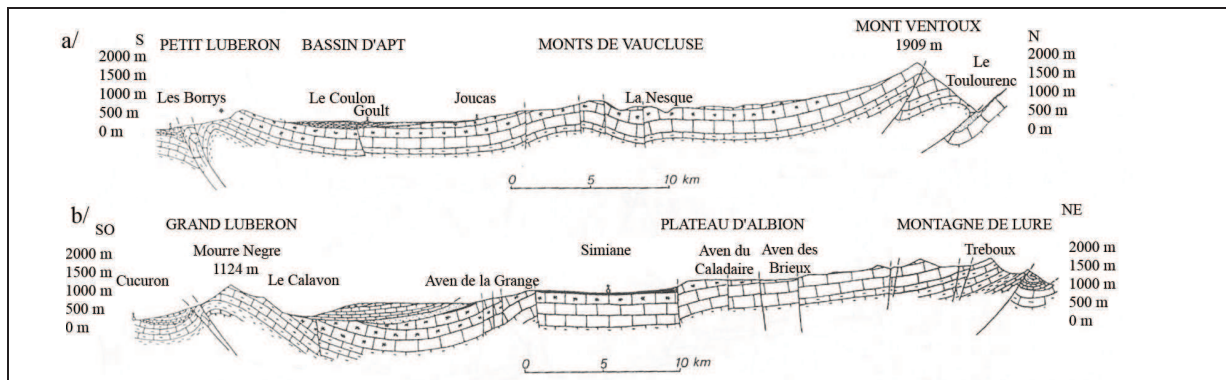 a/
S
N
PETIT LUBERON BASSIN D'APT MONTS DE VAUCLUSE MONT VENTOUX
1909 m
2000 m
1500 m
1000 m
500 m
0 m
Les Borrys Le Coulon Joucas La Nesque Le
Goult Toulourenc
2000 m
1500 m
1000 m
500 m
0 m
0 5 10 km
b/
SO
NE
GRAND LUBERON PLATEAU D'ALBION MONTAGNE DE LURE
Mourre Negre Simiane Aven du Aven des Treboux
1124 m Caladaire Brieux
2000 m
1500 m
1000 m
500 m
0 m
Cucuron Le Calavon Aven de la Grange
2000 m
1500 m
1000 m
500 m
0 m
0 5 10 km